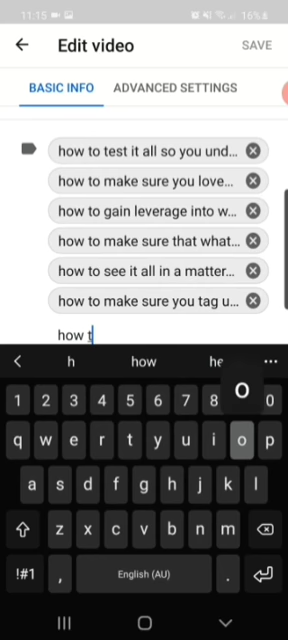 11:15 16%
Edit video SAVE
BASIC INFO ADVANCED SETTINGS
how to test it all so you und...
how to make sure you love...
how to gain leverage into w...
how to make sure that what...
how to see it all in a matter...
how to make sure you tag u...
how t
h how he
o
1 2 3 4 5 6 7 8 0
q w e r t y u i o p
a s d f g h j k l
z x c v b n m
!#1 , English (AU) .